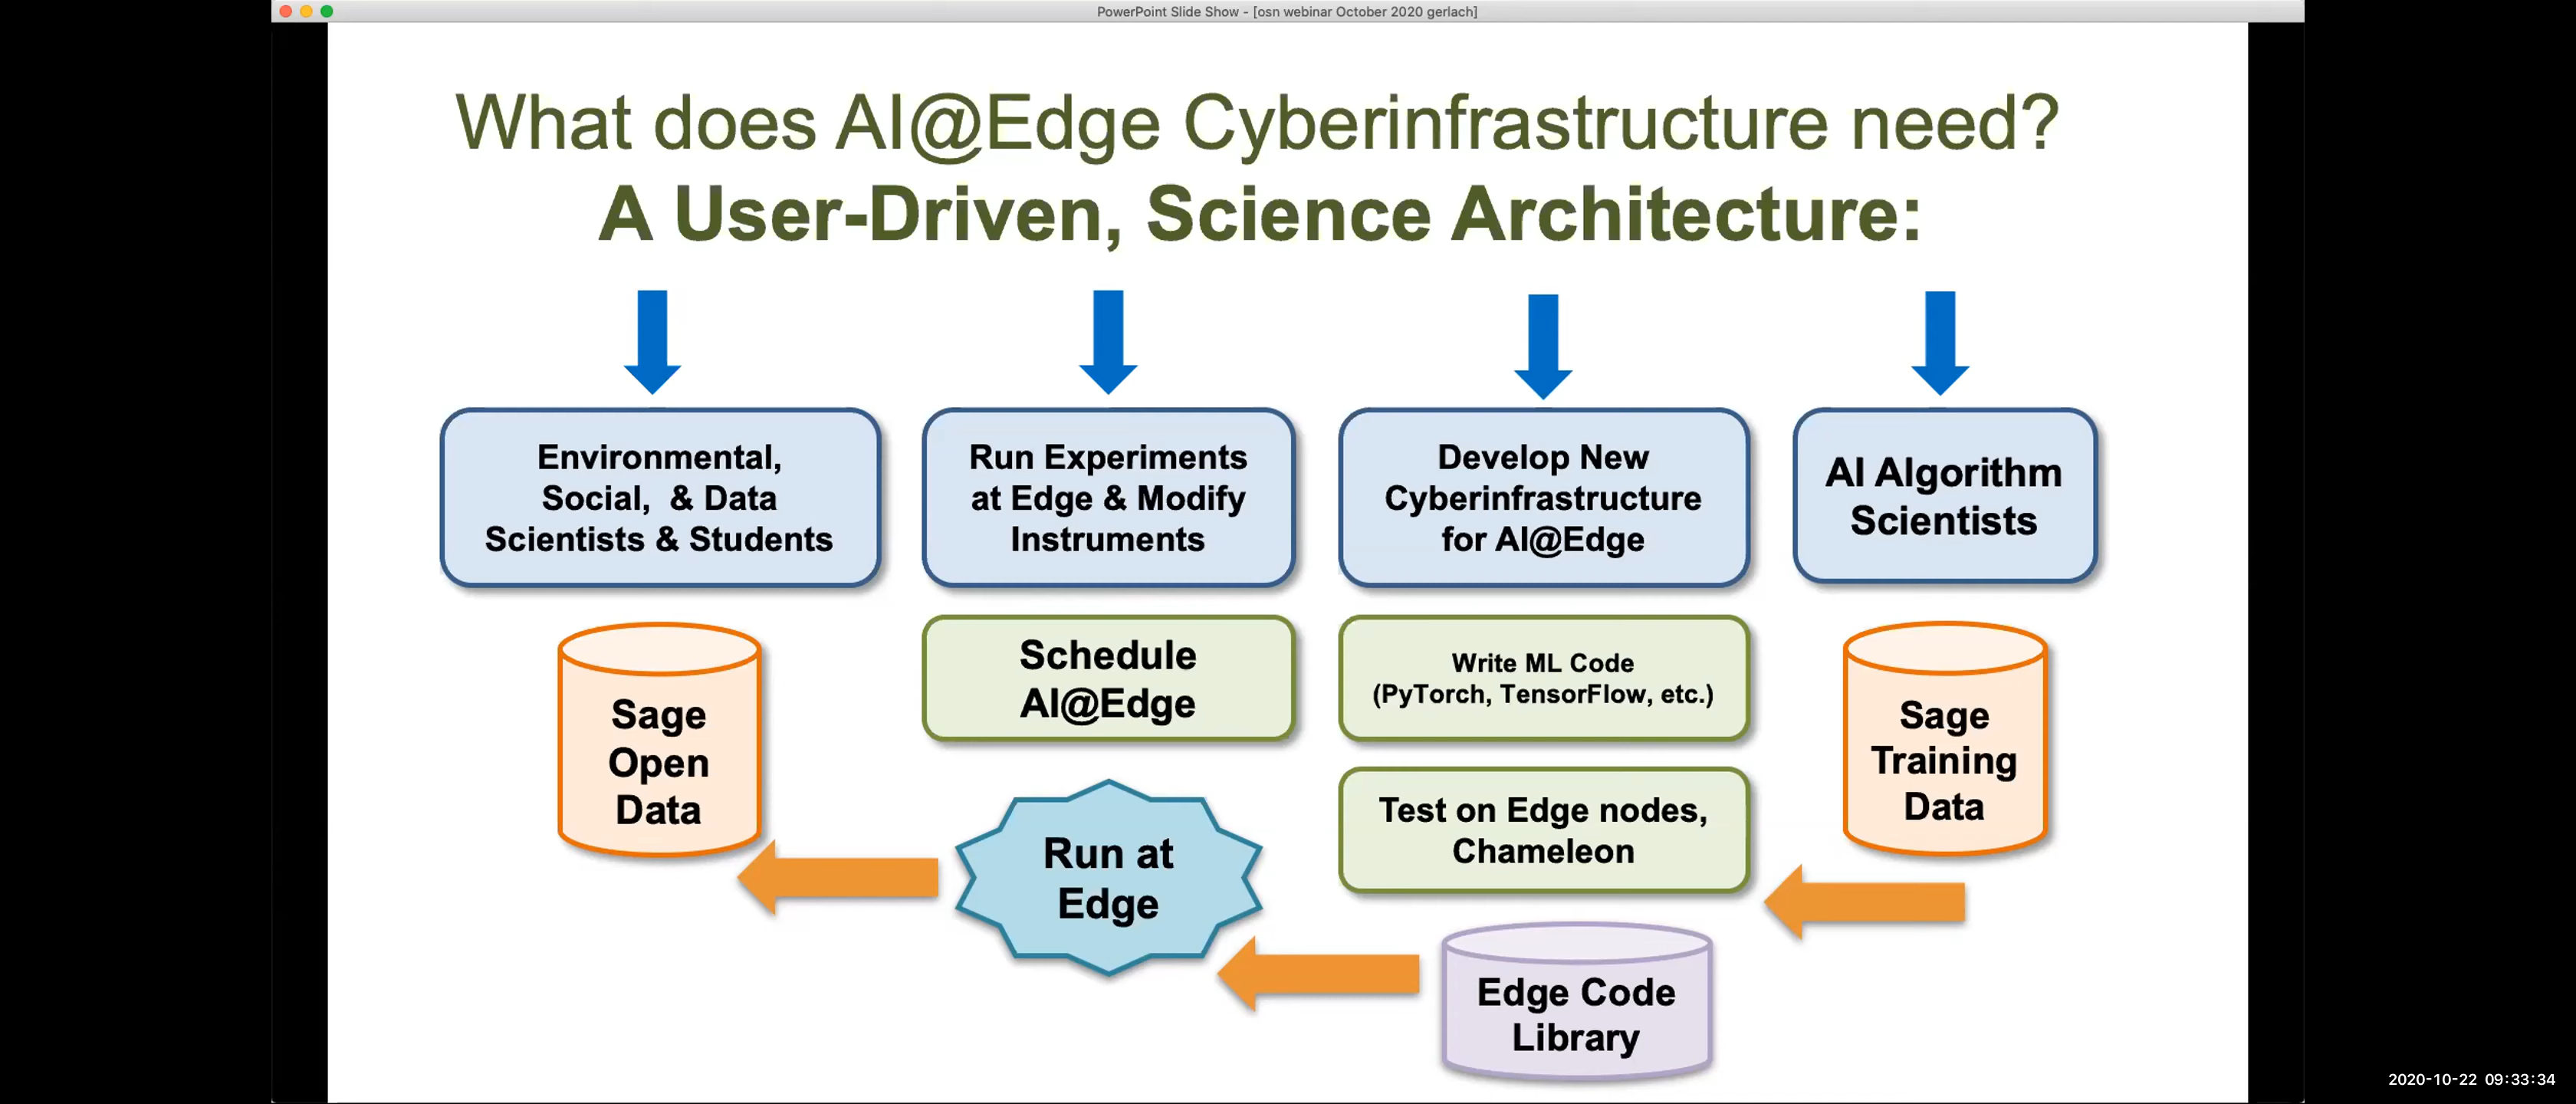 PowerPoint Slide Show - [osn webinar October 2020 gerlach]
What does AI@Edge Cyberinfrastructure need?
A User-Driven, Science Architecture:
Environmental,
Social, & Data
Scientists & Students
Run Experiments
at Edge & Modify
Instruments
Develop New
Cyberinfrastructure
for AI@Edge
AI Algorithm
Scientists
Sage
Open
Data
Schedule
AI@Edge
Run at
Edge
Write ML Code
(PyTorch, TensorFlow, etc.)
Test on Edge nodes,
Chameleon
Edge Code
Library
Sage
Training
Data
2020-10-22 09:33:34